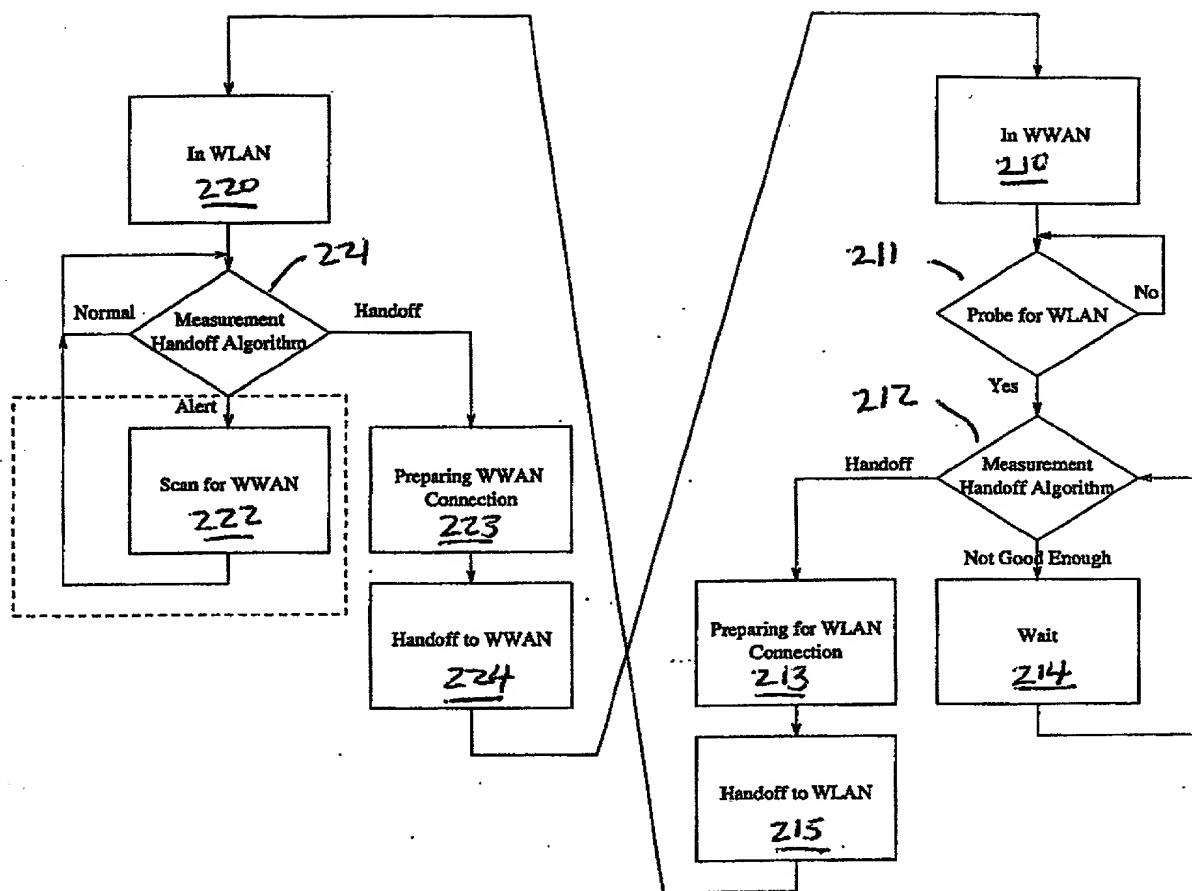 In WLAN
220
221
Normal
Measurement
Handoff Algorithm
Handoff
Alert
Scan for WWAN
222
Preparing WWAN
Connection
223
Handoff to WWAN
224
In WWAN
210
211
Probe for WLAN
No
Yes
212
Measurement
Handoff Algorithm
Handoff
Not Good Enough
Preparing for WLAN
Connection
213
Wait
214
Handoff to WLAN
215